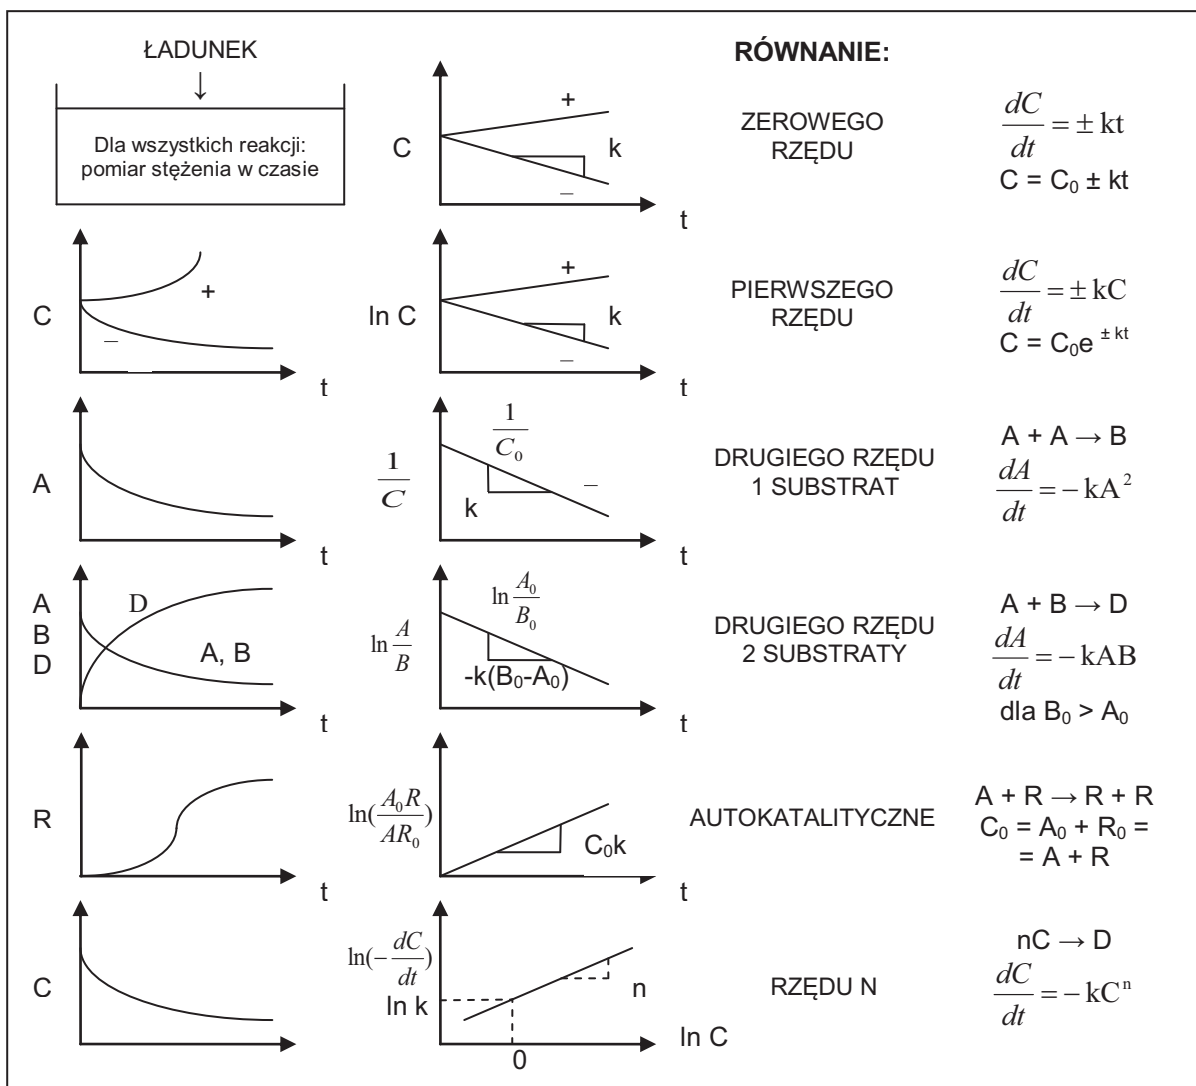 ŁADUNEK
↓
Dla wszystkich reakcji:
pomiar stężenia w czasie
RÓWNANIE:
C
+
k
–
t
ZEROWEGO
RZĘDU
dC/dt = ± kt
C = C₀ ± kt
C
+
–
t
ln C
+
k
–
t
PIERWSZEGO
RZĘDU
dC/dt = ± kC
C = C₀e ^± kt
A
t
1/C
1/C₀
k
–
t
DRUGIEGO RZĘDU
1 SUBSTRAT
A + A → B
dA/dt = – kA²
A
B
D
D
A, B
t
ln A/B
ln A₀/B₀
-k(B₀-A₀)
t
DRUGIEGO RZĘDU
2 SUBSTRATY
A + B → D
dA/dt = – kAB
dla B₀ > A₀
R
t
ln(A₀R/AR₀)
C₀k
t
AUTOKATALITYCZNE
A + R → R + R
C₀ = A₀ + R₀ =
= A + R
C
ln(–dC/dt)
ln k
n
0
ln C
RZĘDU N
nC → D
dC/dt = – kCⁿ